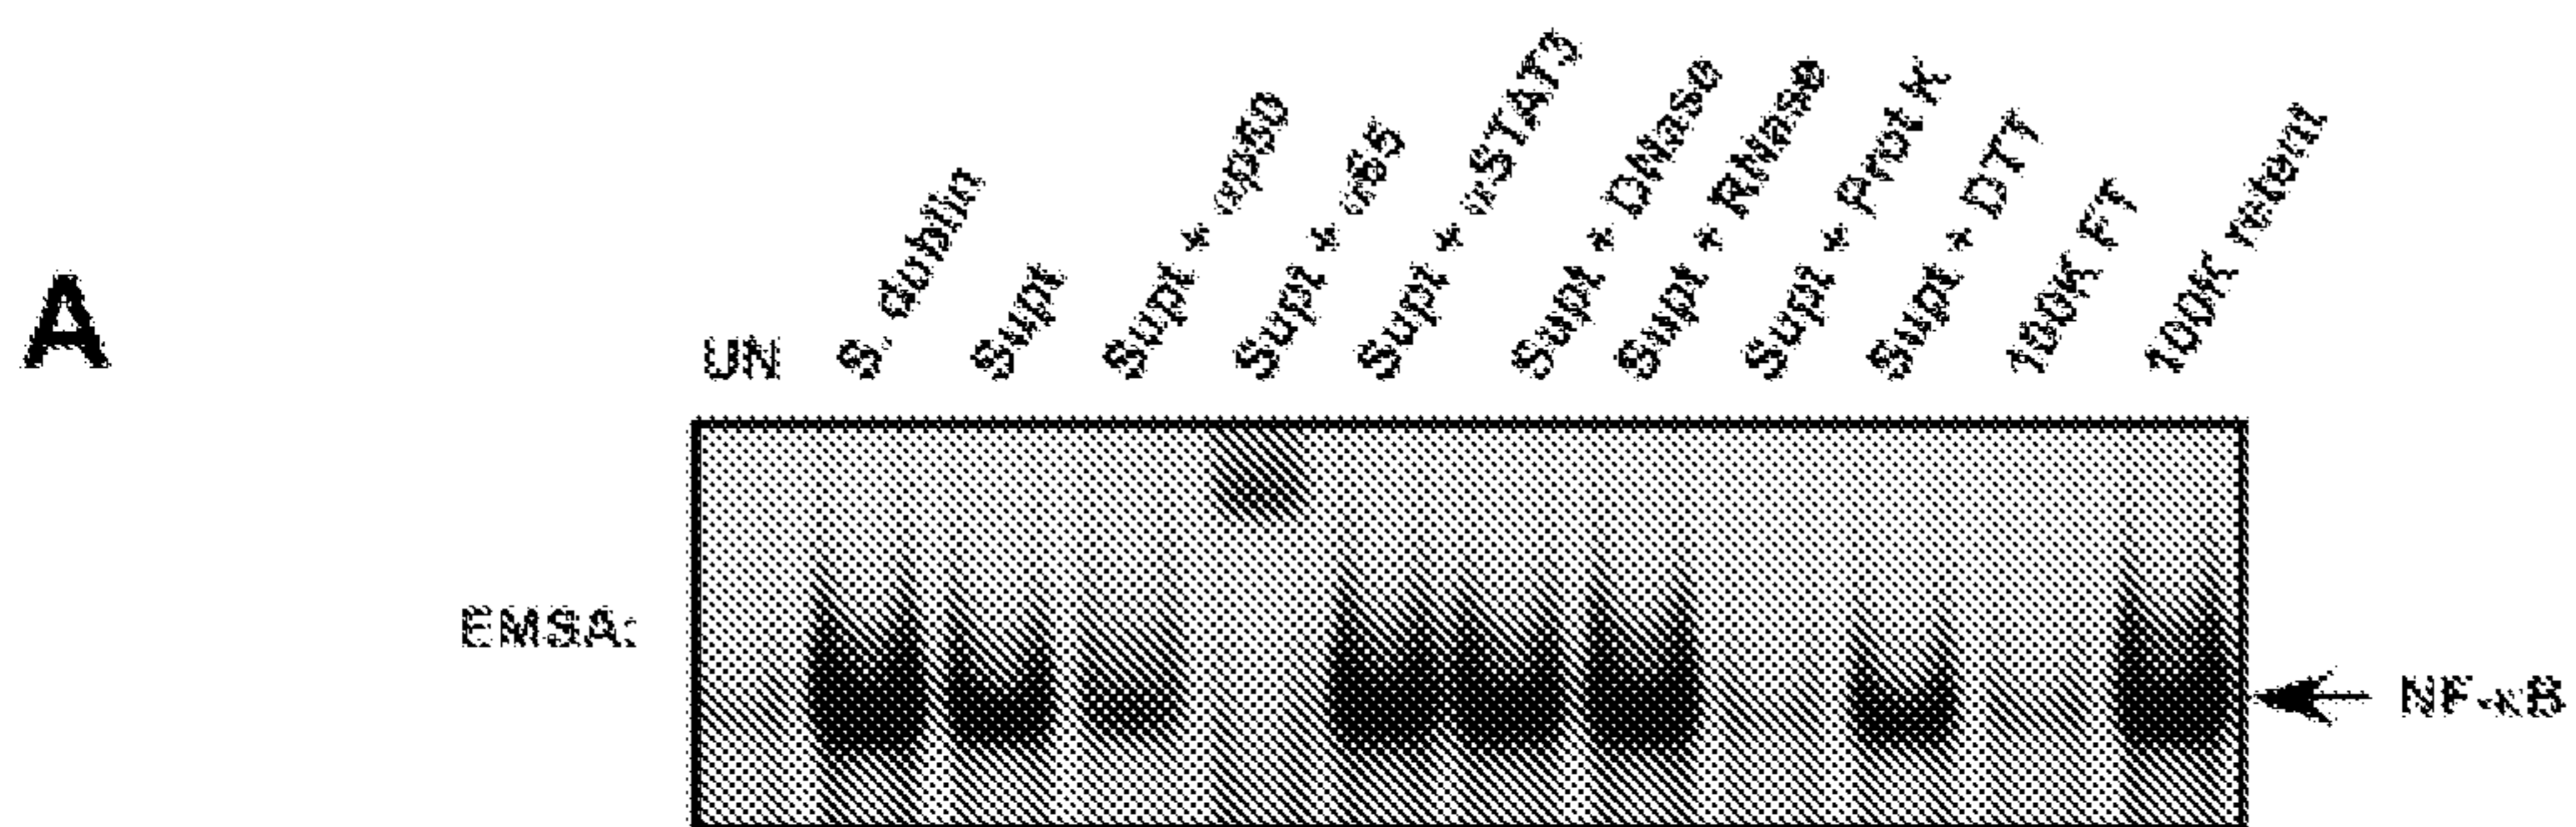 A
UN
S. dublin
Supt
Supt + αp50
Supt + α65
Supt + αSTAT3
Supt + DNase
Supt + RNase
Supt + Prot K
Supt + DTT
100K FT
100K retent
EMSA:
NF-κB